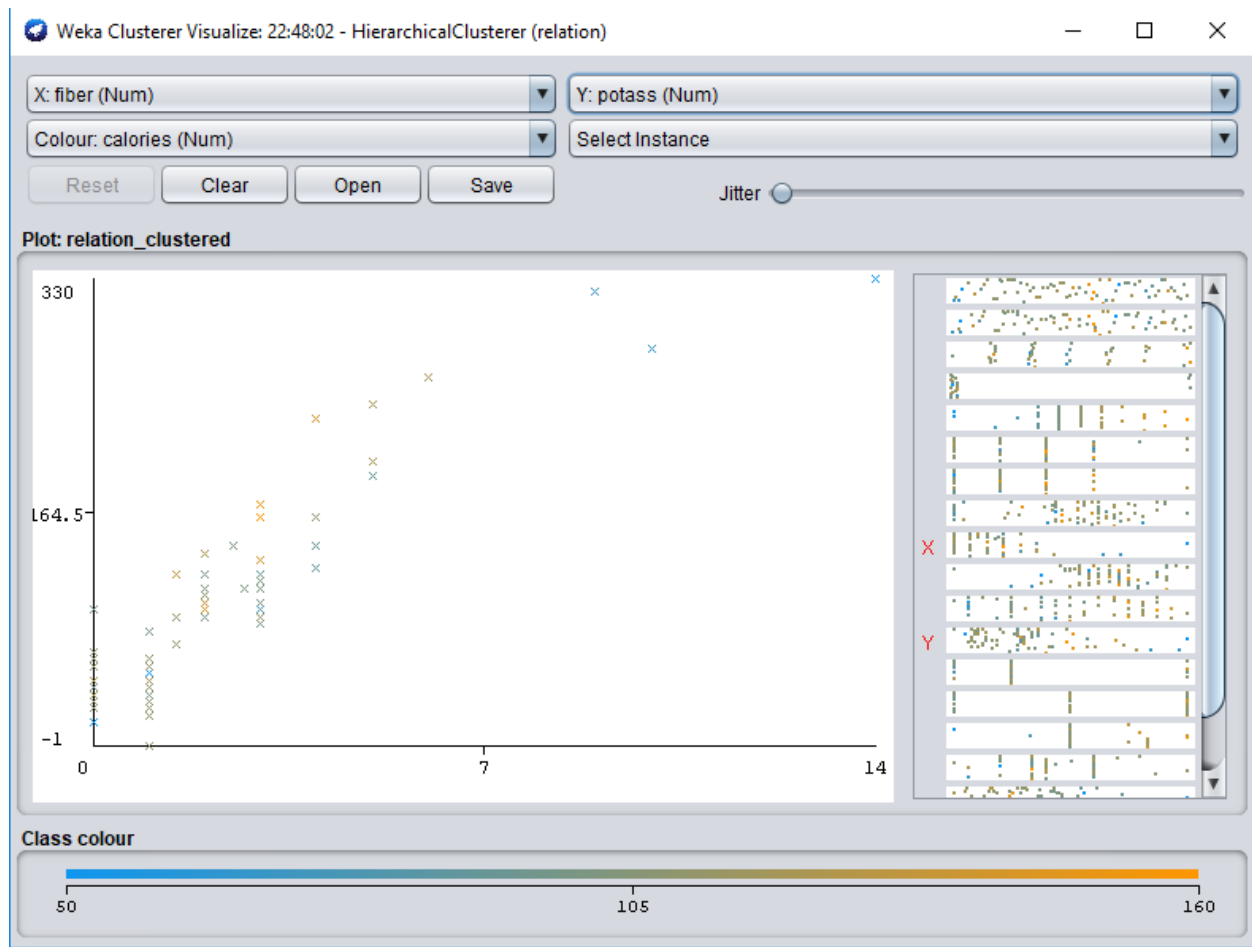 Weka Clusterer Visualize: 22:48:02 - HierarchicalClusterer (relation)
X: fiber (Num)
Y: potass (Num)
Colour: calories (Num)
Select Instance
Reset
Clear
Open
Save
Jitter
Plot: relation_clustered
330
164.5
-1
0
7
14
X
Y
Class colour
50
105
160